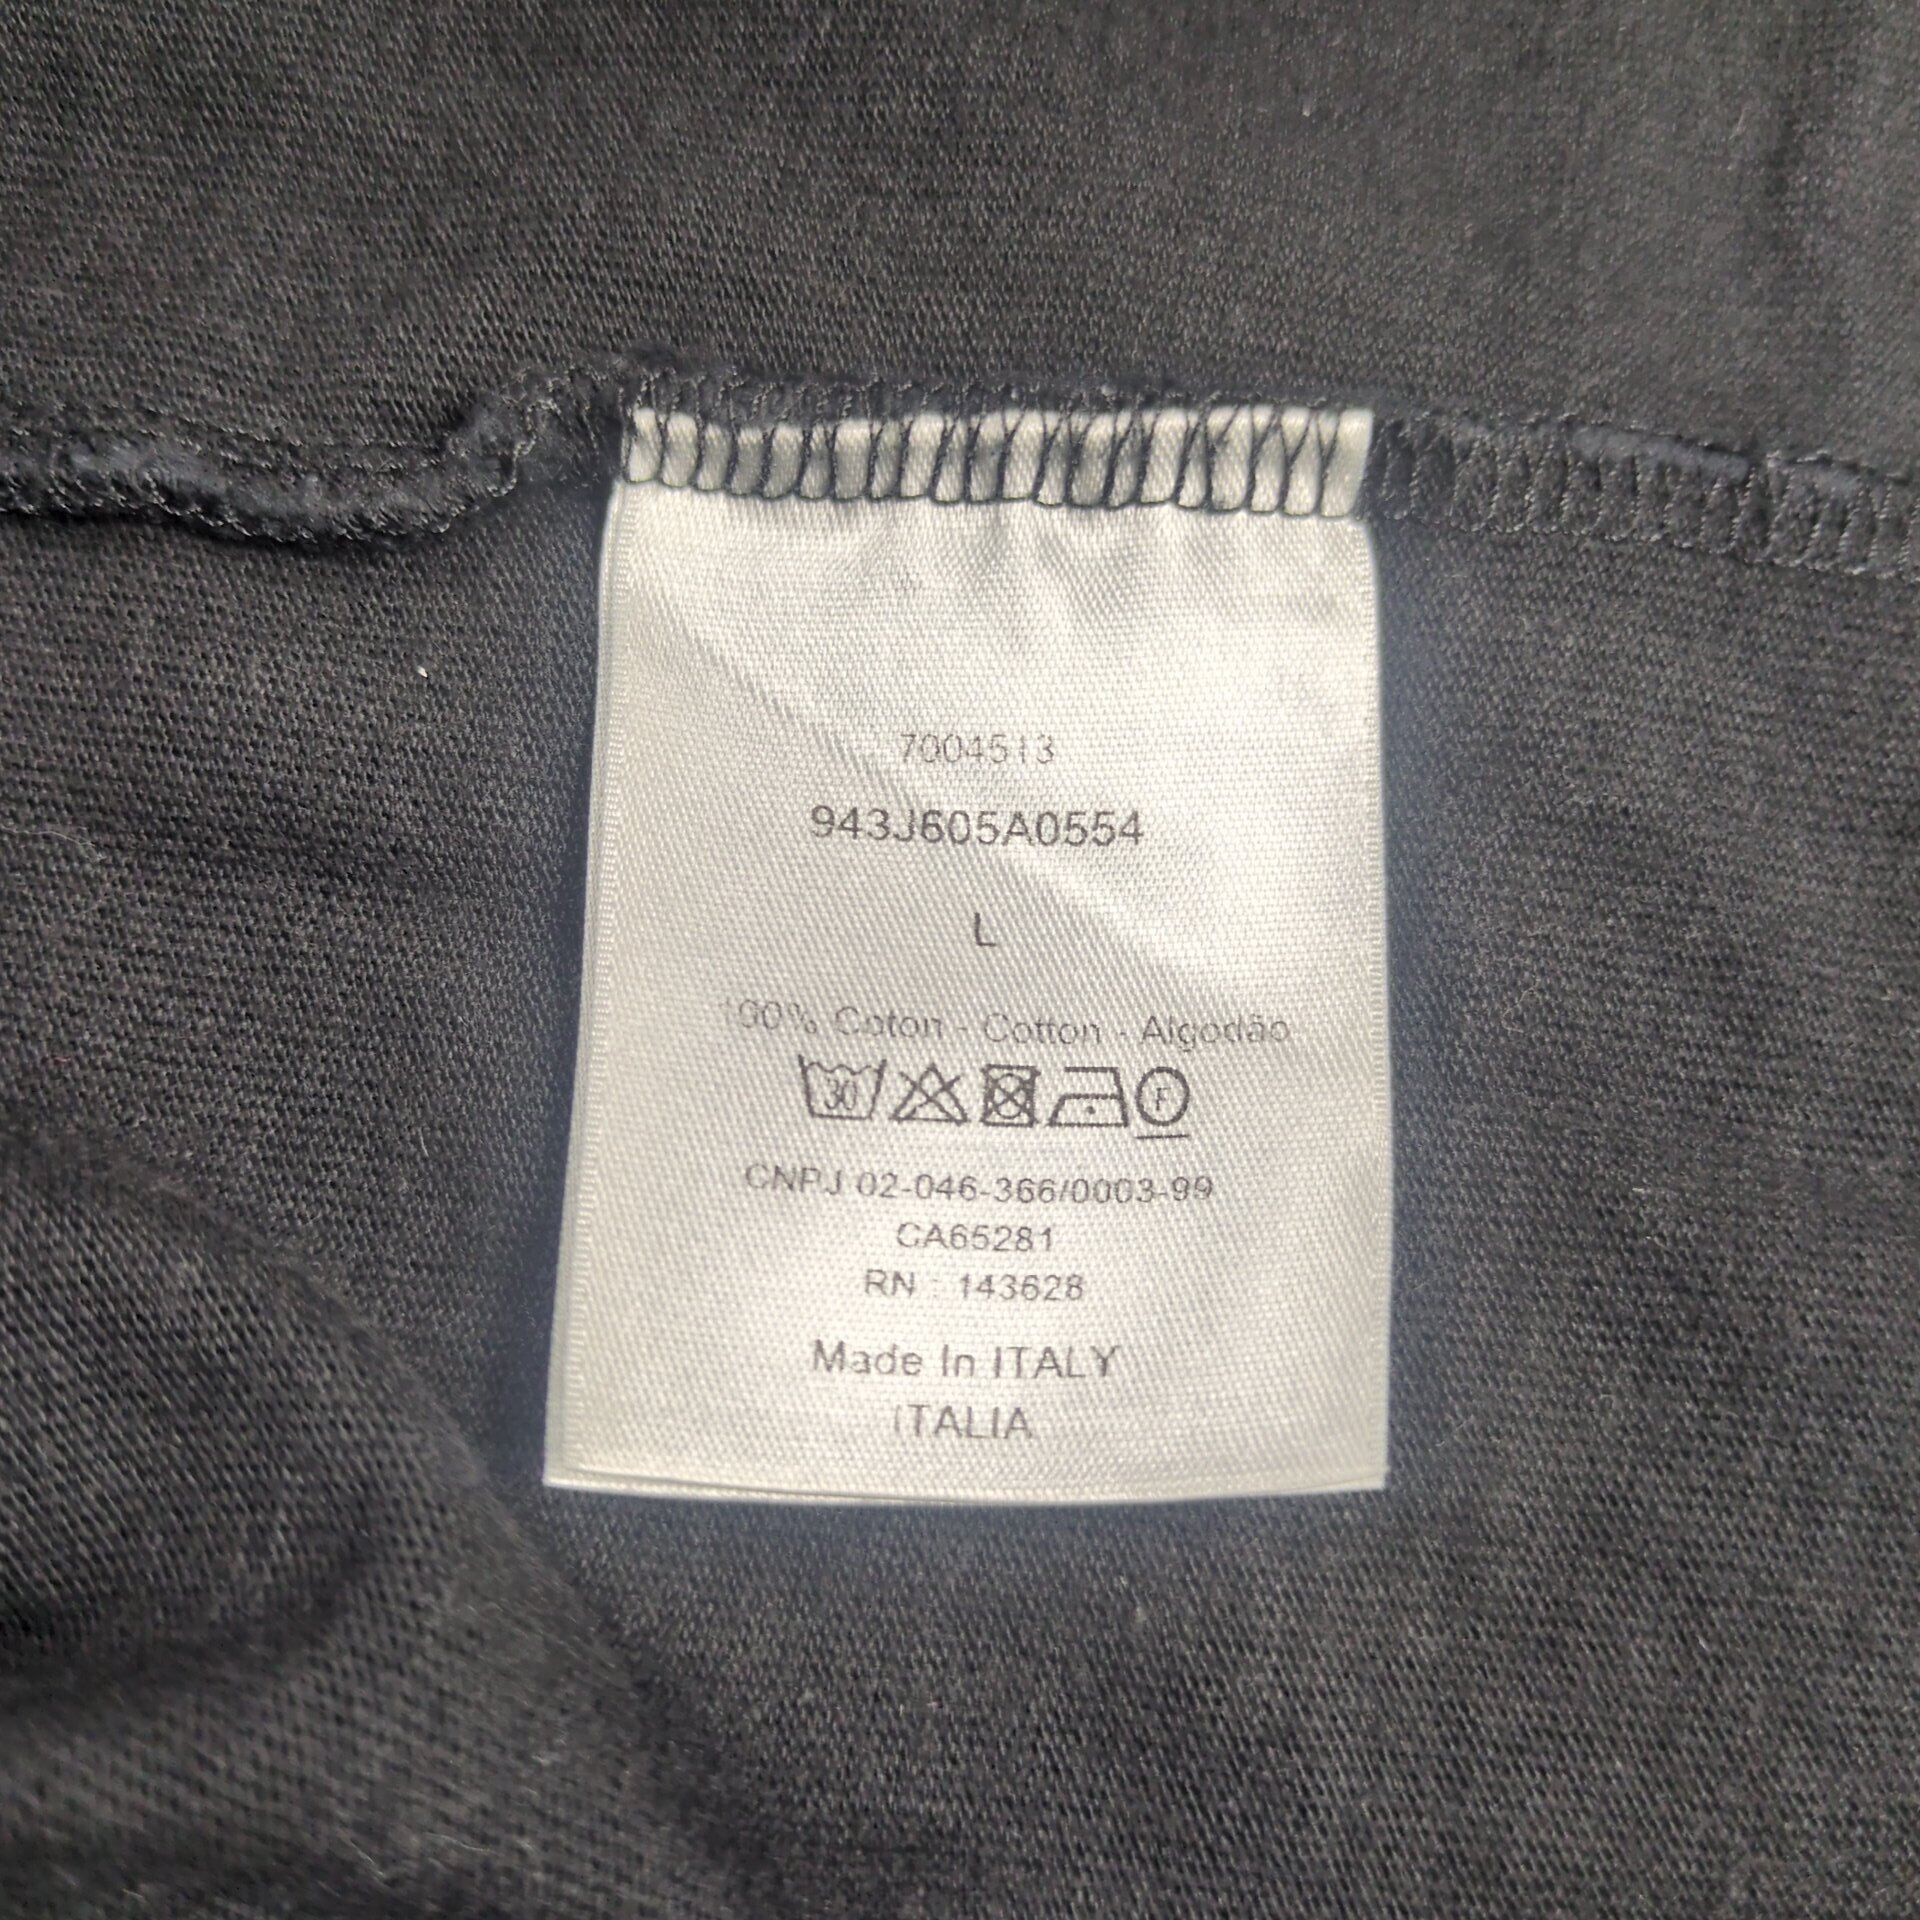 7004513
943J605A0554
L
100% Coton - Cotton - Algodão
30 F
CNPJ 02-046-366/0003-99
CA65281
RN : 143628
Made In ITALY
ITALIA